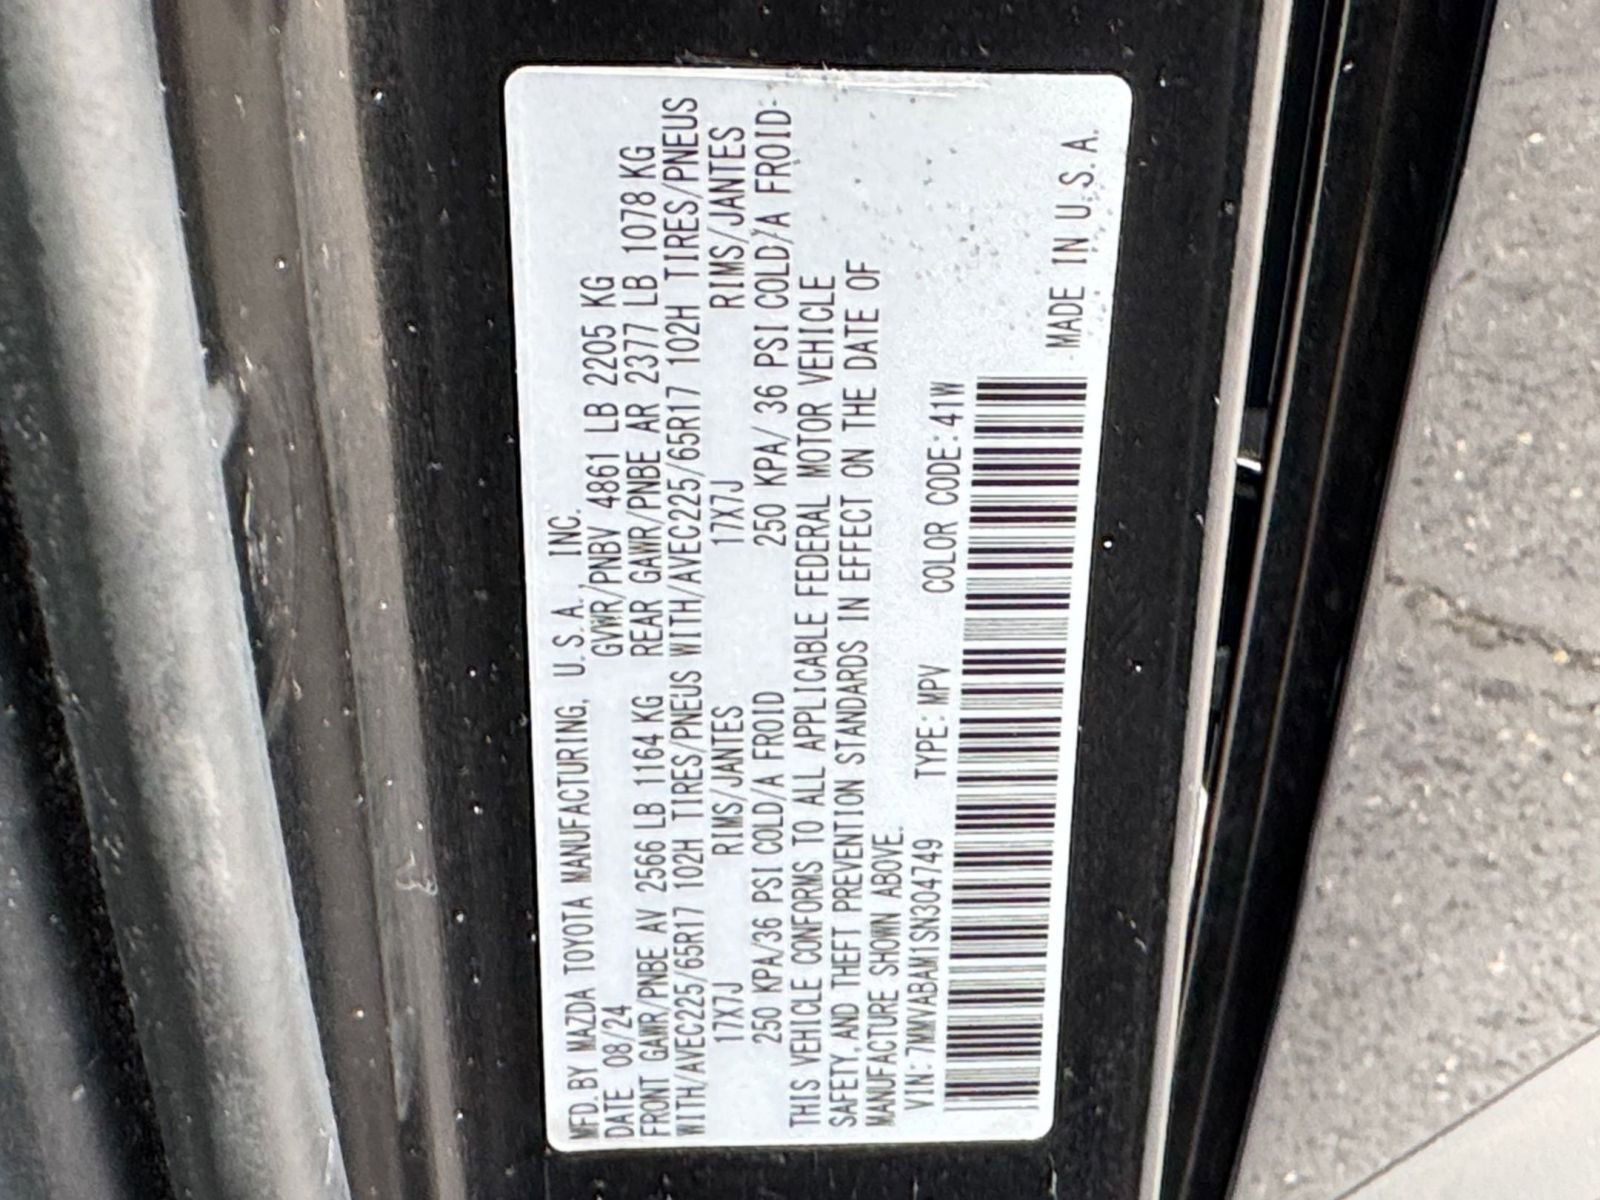 MFD. BY MAZDA TOYOTA MANUFACTURING, U.S.A., INC.
DATE 08/24 GVWR/PNBV 4861 LB 2205 KG
FRONT GAWR/PNBE AV 2566 LB 1164 KG REAR GAWR/PNBE AR 2377 LB 1078 KG
WITH/AVEC225/65R17 102H TIRES/PNEUS WITH/AVEC225/65R17 102H TIRES/PNEUS
17X7J RIMS/JANTES 17X7J RIMS/JANTES
250 KPA/36 PSI COLD/A FROID 250 KPA/ 36 PSI COLD/A FROID
THIS VEHICLE CONFORMS TO ALL APPLICABLE FEDERAL MOTOR VEHICLE
SAFETY, AND THEFT PREVENTION STANDARDS IN EFFECT ON THE DATE OF
MANUFACTURE SHOWN ABOVE.
VIN: 7MMVABAM1SN304749 TYPE: MPV COLOR CODE: 41W
MADE IN U.S.A.